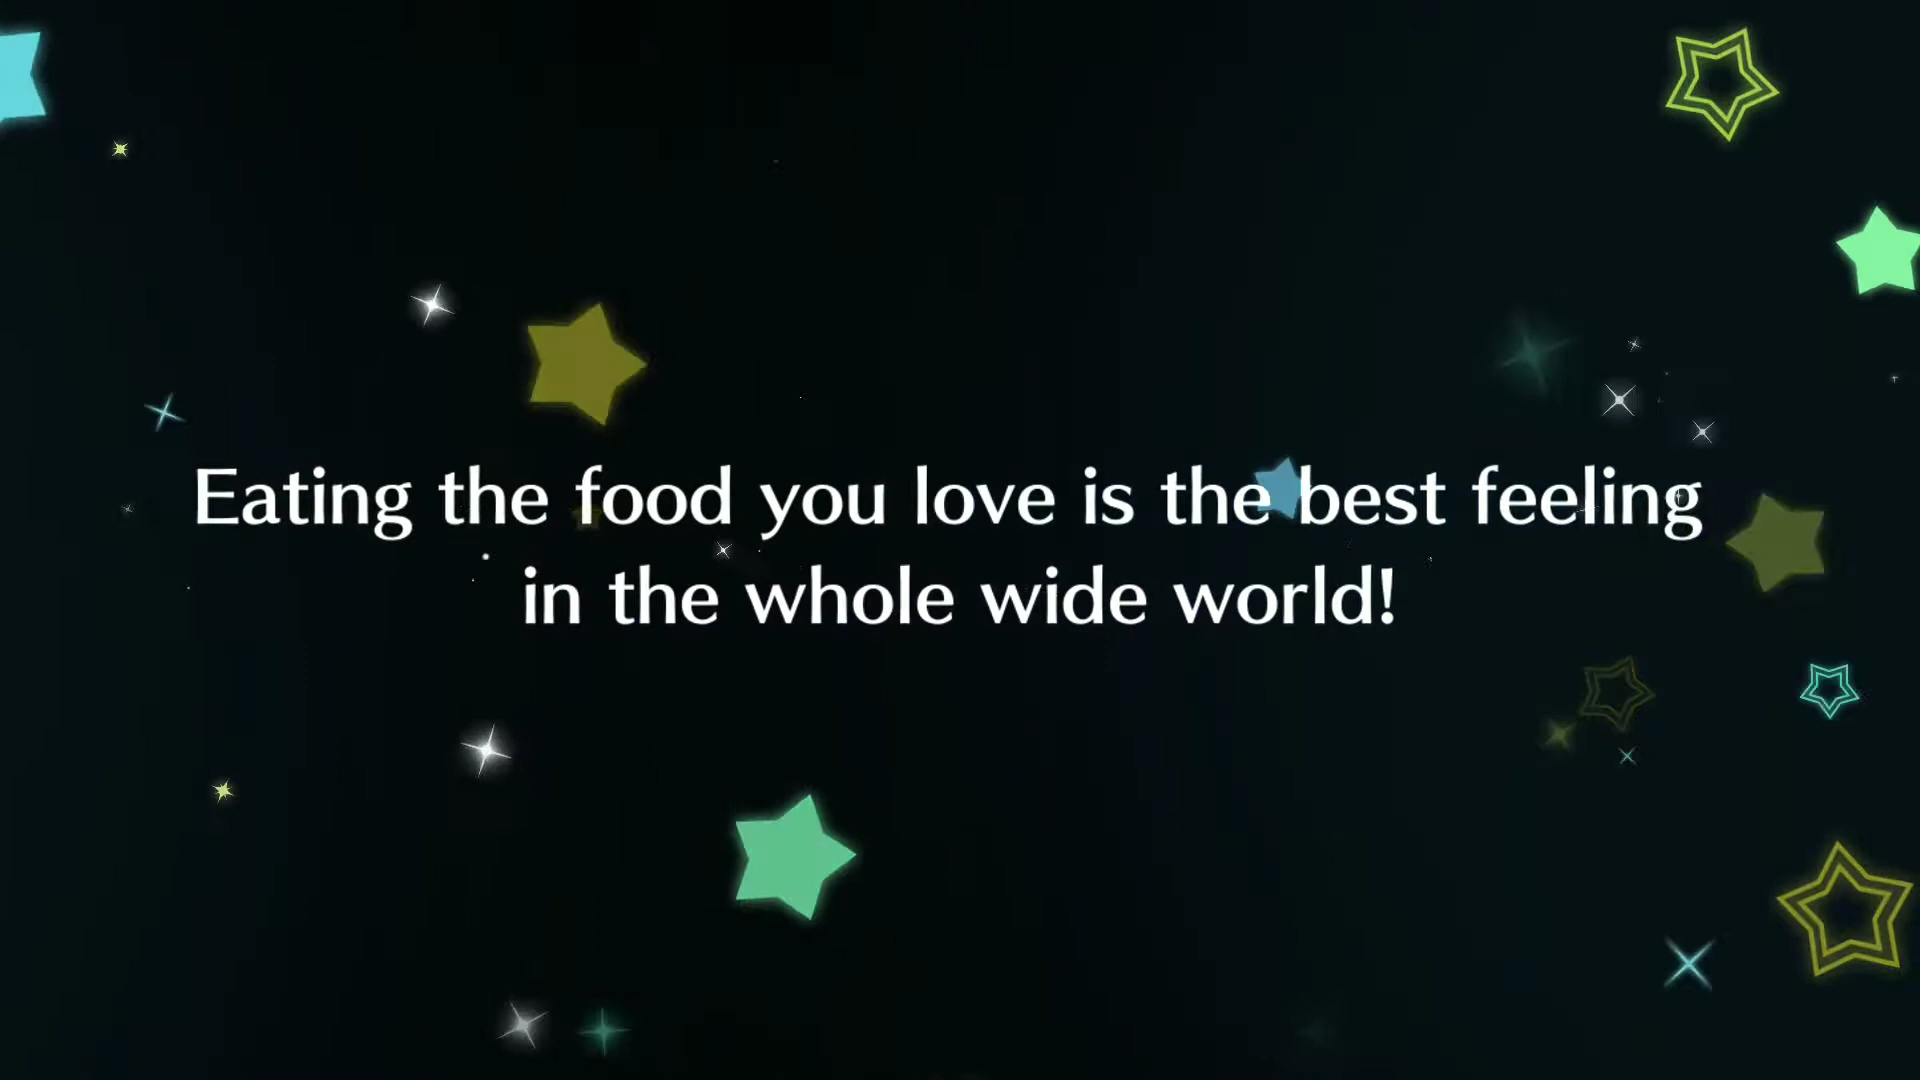 Eating the food you love is the best feeling
in the whole wide world!